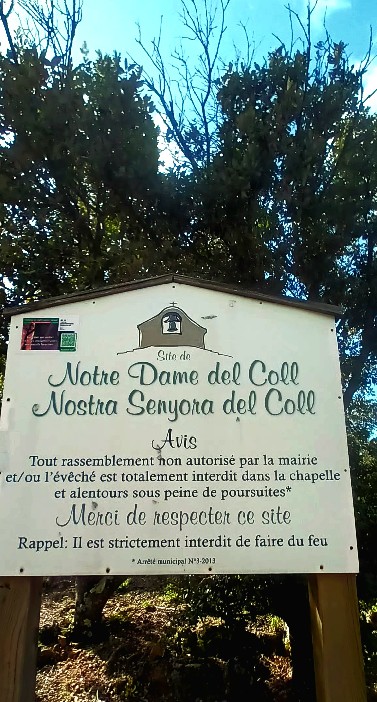 Site de
Notre Dame del Coll
Nostra Senyora del Coll
Avis
Tout rassemblement non autorisé par la mairie
et/ou l'évêché est totalement interdit dans la chapelle
et alentours sous peine de poursuites*
Merci de respecter ce site
Rappel: Il est strictement interdit de faire du feu
* Arrêté municipal N°3-2013